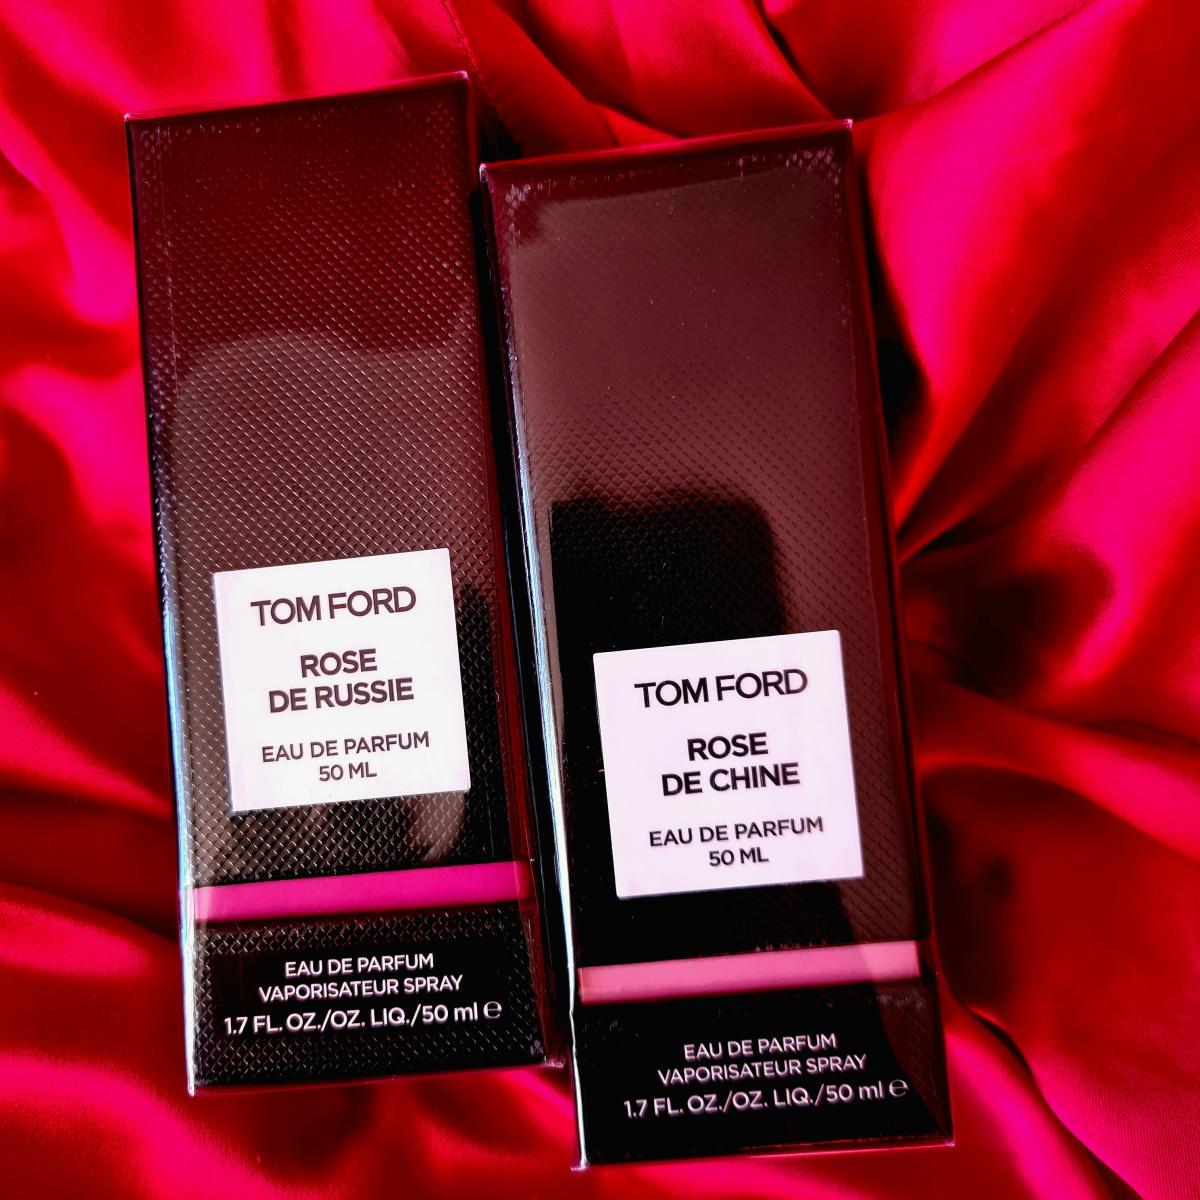 TOM FORD
ROSE
DE RUSSIE
EAU DE PARFUM
50 ML
EAU DE PARFUM
VAPORISATEUR SPRAY
1.7 FL. OZ./OZ. LIQ./50 ml ℮
TOM FORD
ROSE
DE CHINE
EAU DE PARFUM
50 ML
EAU DE PARFUM
VAPORISATEUR SPRAY
1.7 FL. OZ./OZ. LIQ./50 ml ℮